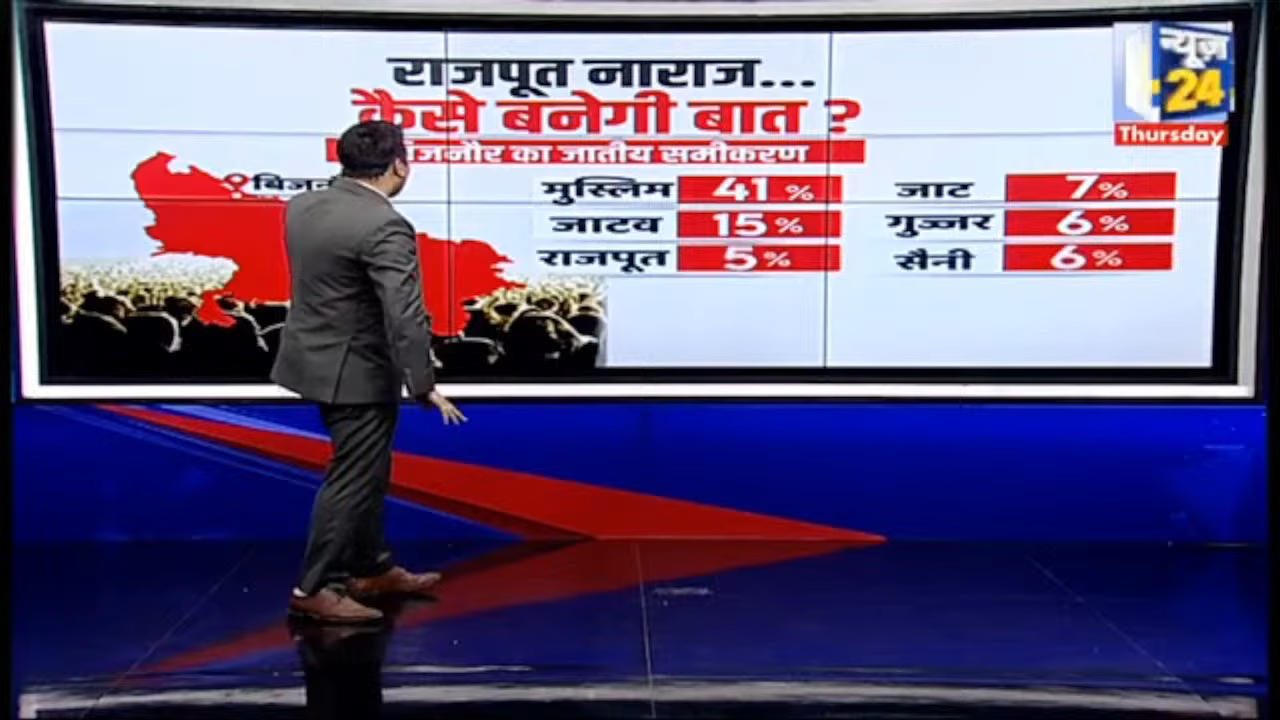 राजपूत नाराज...
कैसे बनेगी बात ?
का जातीय समीकरण
मुस्लिम 41 %
जाटव 15 %
राजपूत 5 %
जाट 7 %
गुज्जर 6 %
सैनी 6 %
न्यूज़
24
Thursday